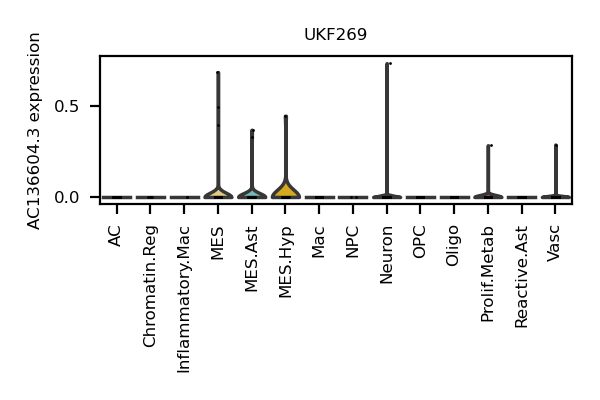 UKF269
AC136604.3 expression
0.5
0.0
AC
Chromatin.Reg
Inflammatory.Mac
MES
MES.Ast
MES.Hyp
Mac
NPC
Neuron
OPC
Oligo
Prolif.Metab
Reactive.Ast
Vasc